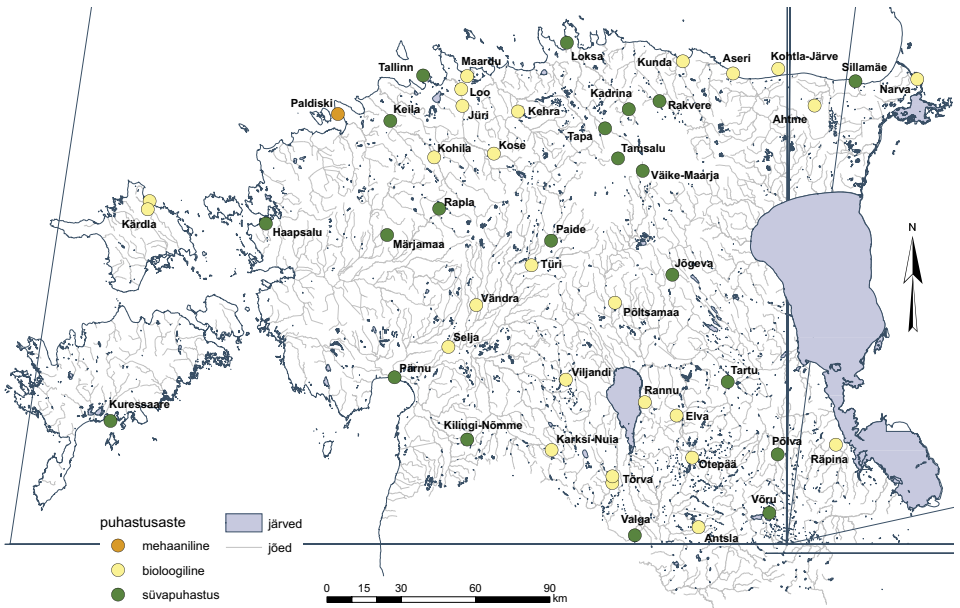 Loksa
Tallinn
Maardu
Kunda
Aseri
Kohtla-Järve
Sillamäe
Narva
Loo
Kadrina
Rakvere
Paldiski
Keila
Jüri
Kehra
Ahtme
Tapa
Kohila
Kose
Tamsalu
Väike-Maarja
Kärdla
Rapla
Haapsalu
Märjamaa
Paide
N
Türi
Jõgeva
Vändra
Põltsamaa
Selja
Pärnu
Viljandi
Tartu
Kuressaare
Rannu
Elva
Kilingi-Nõmme
Karksi-Nuia
Põlva
Räpina
Otepää
Tõrva
Võru
Valga
Antsla
puhastusaste
järved
mehaaniline
jõed
bioloogiline
süvapuhastus
0 15 30 60 90
km